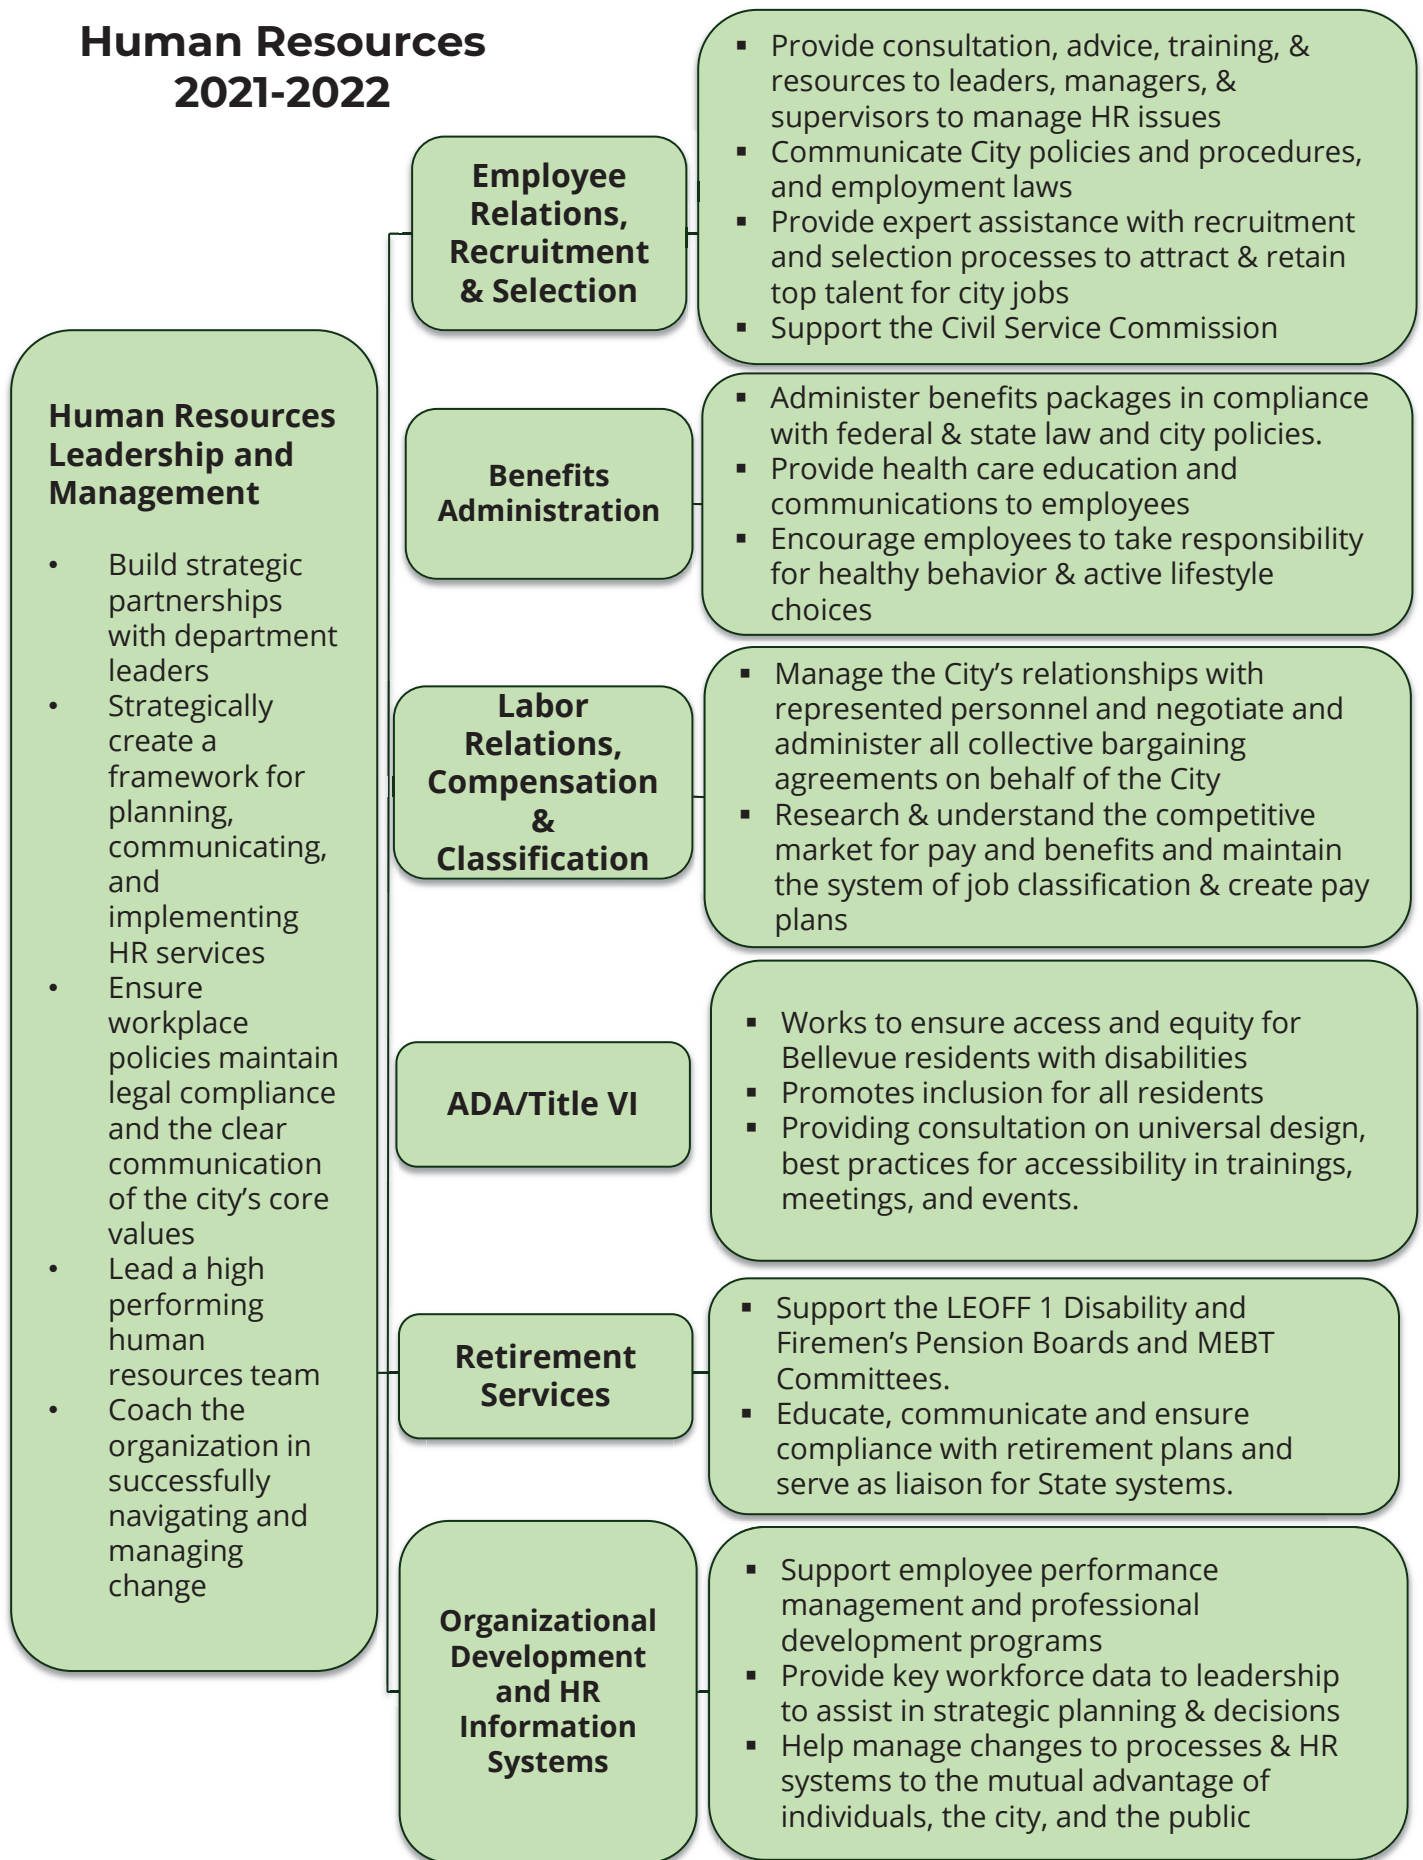 Human Resources
2021-2022
Human Resources
Leadership and
Management
• Build strategic
partnerships
with department
leaders
• Strategically
create a
framework for
planning,
communicating,
and
implementing
HR services
• Ensure
workplace
policies maintain
legal compliance
and the clear
communication
of the city’s core
values
• Lead a high
performing
human
resources team
• Coach the
organization in
successfully
navigating and
managing
change
Employee
Relations,
Recruitment
& Selection
▪ Provide consultation, advice, training, &
resources to leaders, managers, &
supervisors to manage HR issues
▪ Communicate City policies and procedures,
and employment laws
▪ Provide expert assistance with recruitment
and selection processes to attract & retain
top talent for city jobs
▪ Support the Civil Service Commission
Benefits
Administration
▪ Administer benefits packages in compliance
with federal & state law and city policies.
▪ Provide health care education and
communications to employees
▪ Encourage employees to take responsibility
for healthy behavior & active lifestyle
choices
Labor
Relations,
Compensation
&
Classification
▪ Manage the City’s relationships with
represented personnel and negotiate and
administer all collective bargaining
agreements on behalf of the City
▪ Research & understand the competitive
market for pay and benefits and maintain
the system of job classification & create pay
plans
ADA/Title VI
▪ Works to ensure access and equity for
Bellevue residents with disabilities
▪ Promotes inclusion for all residents
▪ Providing consultation on universal design,
best practices for accessibility in trainings,
meetings, and events.
Retirement
Services
▪ Support the LEOFF 1 Disability and
Firemen’s Pension Boards and MEBT
Committees.
▪ Educate, communicate and ensure
compliance with retirement plans and
serve as liaison for State systems.
Organizational
Development
and HR
Information
Systems
▪ Support employee performance
management and professional
development programs
▪ Provide key workforce data to leadership
to assist in strategic planning & decisions
▪ Help manage changes to processes & HR
systems to the mutual advantage of
individuals, the city, and the public